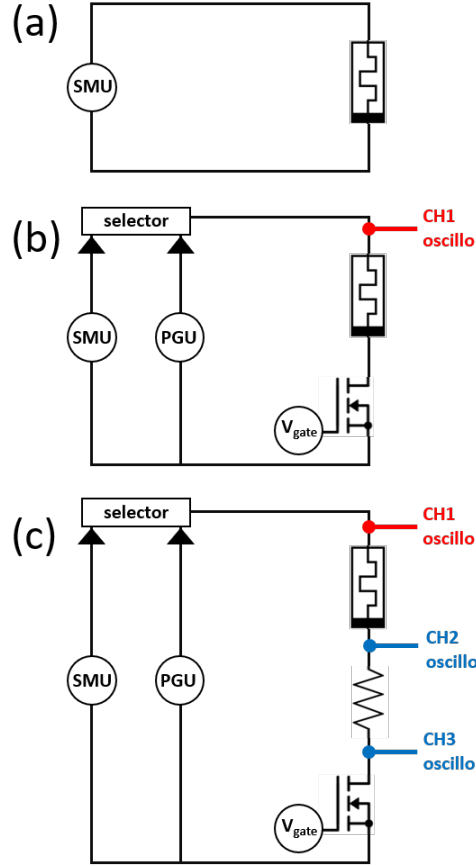 (a)
SMU
(b)
selector
CH1
oscillo
SMU
PGU
Vgate
(c)
selector
CH1
oscillo
CH2
oscillo
SMU
PGU
CH3
oscillo
Vgate